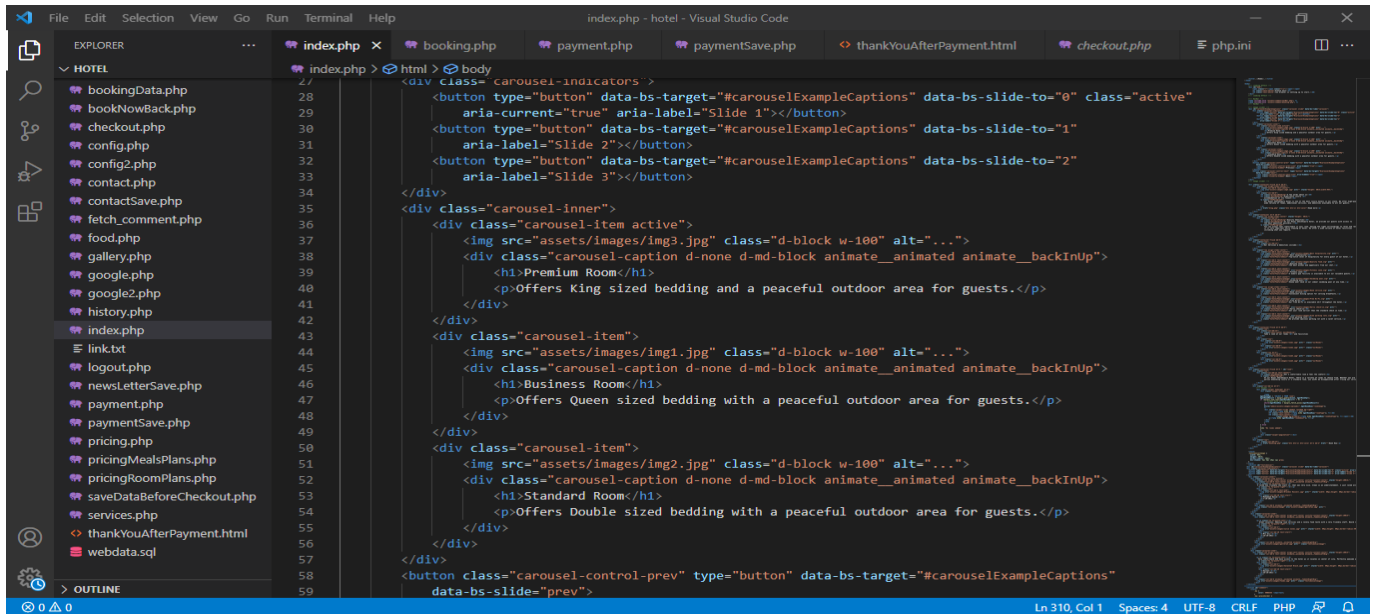 File Edit Selection View Go Run Terminal Help
index.php - hotel - Visual Studio Code
EXPLORER
index.php
booking.php
payment.php
paymentSave.php
thankYouAfterPayment.html
checkout.php
php.ini
HOTEL
index.php > html > body
bookingData.php
bookNowBack.php
checkout.php
config.php
config2.php
contact.php
contactSave.php
fetch_comment.php
food.php
gallery.php
google.php
google2.php
history.php
index.php
link.txt
logout.php
newsLetterSave.php
payment.php
paymentSave.php
pricing.php
pricingMealsPlans.php
pricingRoomPlans.php
saveDataBeforeCheckout.php
services.php
thankYouAfterPayment.html
webdata.sql
OUTLINE
27 <div class="carousel-indicators">
28 <button type="button" data-bs-target="#carouselExampleCaptions" data-bs-slide-to="0" class="active"
29 aria-current="true" aria-label="Slide 1"></button>
30 <button type="button" data-bs-target="#carouselExampleCaptions" data-bs-slide-to="1"
31 aria-label="Slide 2"></button>
32 <button type="button" data-bs-target="#carouselExampleCaptions" data-bs-slide-to="2"
33 aria-label="Slide 3"></button>
34 </div>
35 <div class="carousel-inner">
36 <div class="carousel-item active">
37 <img src="assets/images/img3.jpg" class="d-block w-100" alt="...">
38 <div class="carousel-caption d-none d-md-block animate__animated animate__backInUp">
39 <h1>Premium Room</h1>
40 <p>Offers King sized bedding and a peaceful outdoor area for guests.</p>
41 </div>
42 </div>
43 <div class="carousel-item">
44 <img src="assets/images/img1.jpg" class="d-block w-100" alt="...">
45 <div class="carousel-caption d-none d-md-block animate__animated animate__backInUp">
46 <h1>Business Room</h1>
47 <p>Offers Queen sized bedding with a peaceful outdoor area for guests.</p>
48 </div>
49 </div>
50 <div class="carousel-item">
51 <img src="assets/images/img2.jpg" class="d-block w-100" alt="...">
52 <div class="carousel-caption d-none d-md-block animate__animated animate__backInUp">
53 <h1>Standard Room</h1>
54 <p>Offers Double sized bedding with a peaceful outdoor area for guests.</p>
55 </div>
56 </div>
57 </div>
58 <button class="carousel-control-prev" type="button" data-bs-target="#carouselExampleCaptions"
59 data-bs-slide="prev">
0 0
Ln 310, Col 1 Spaces: 4 UTF-8 CRLF PHP